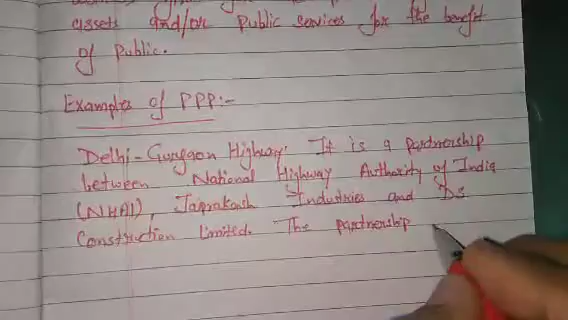 assets and/or Public services for the benefit
of Public.
Examples of PPP:-
Delhi-Gurgaon Highway: It is a partnership
between National Highway Authority of India
(NHAI), Jaiprakash Industries and Ds
Construction Limited. The partnership